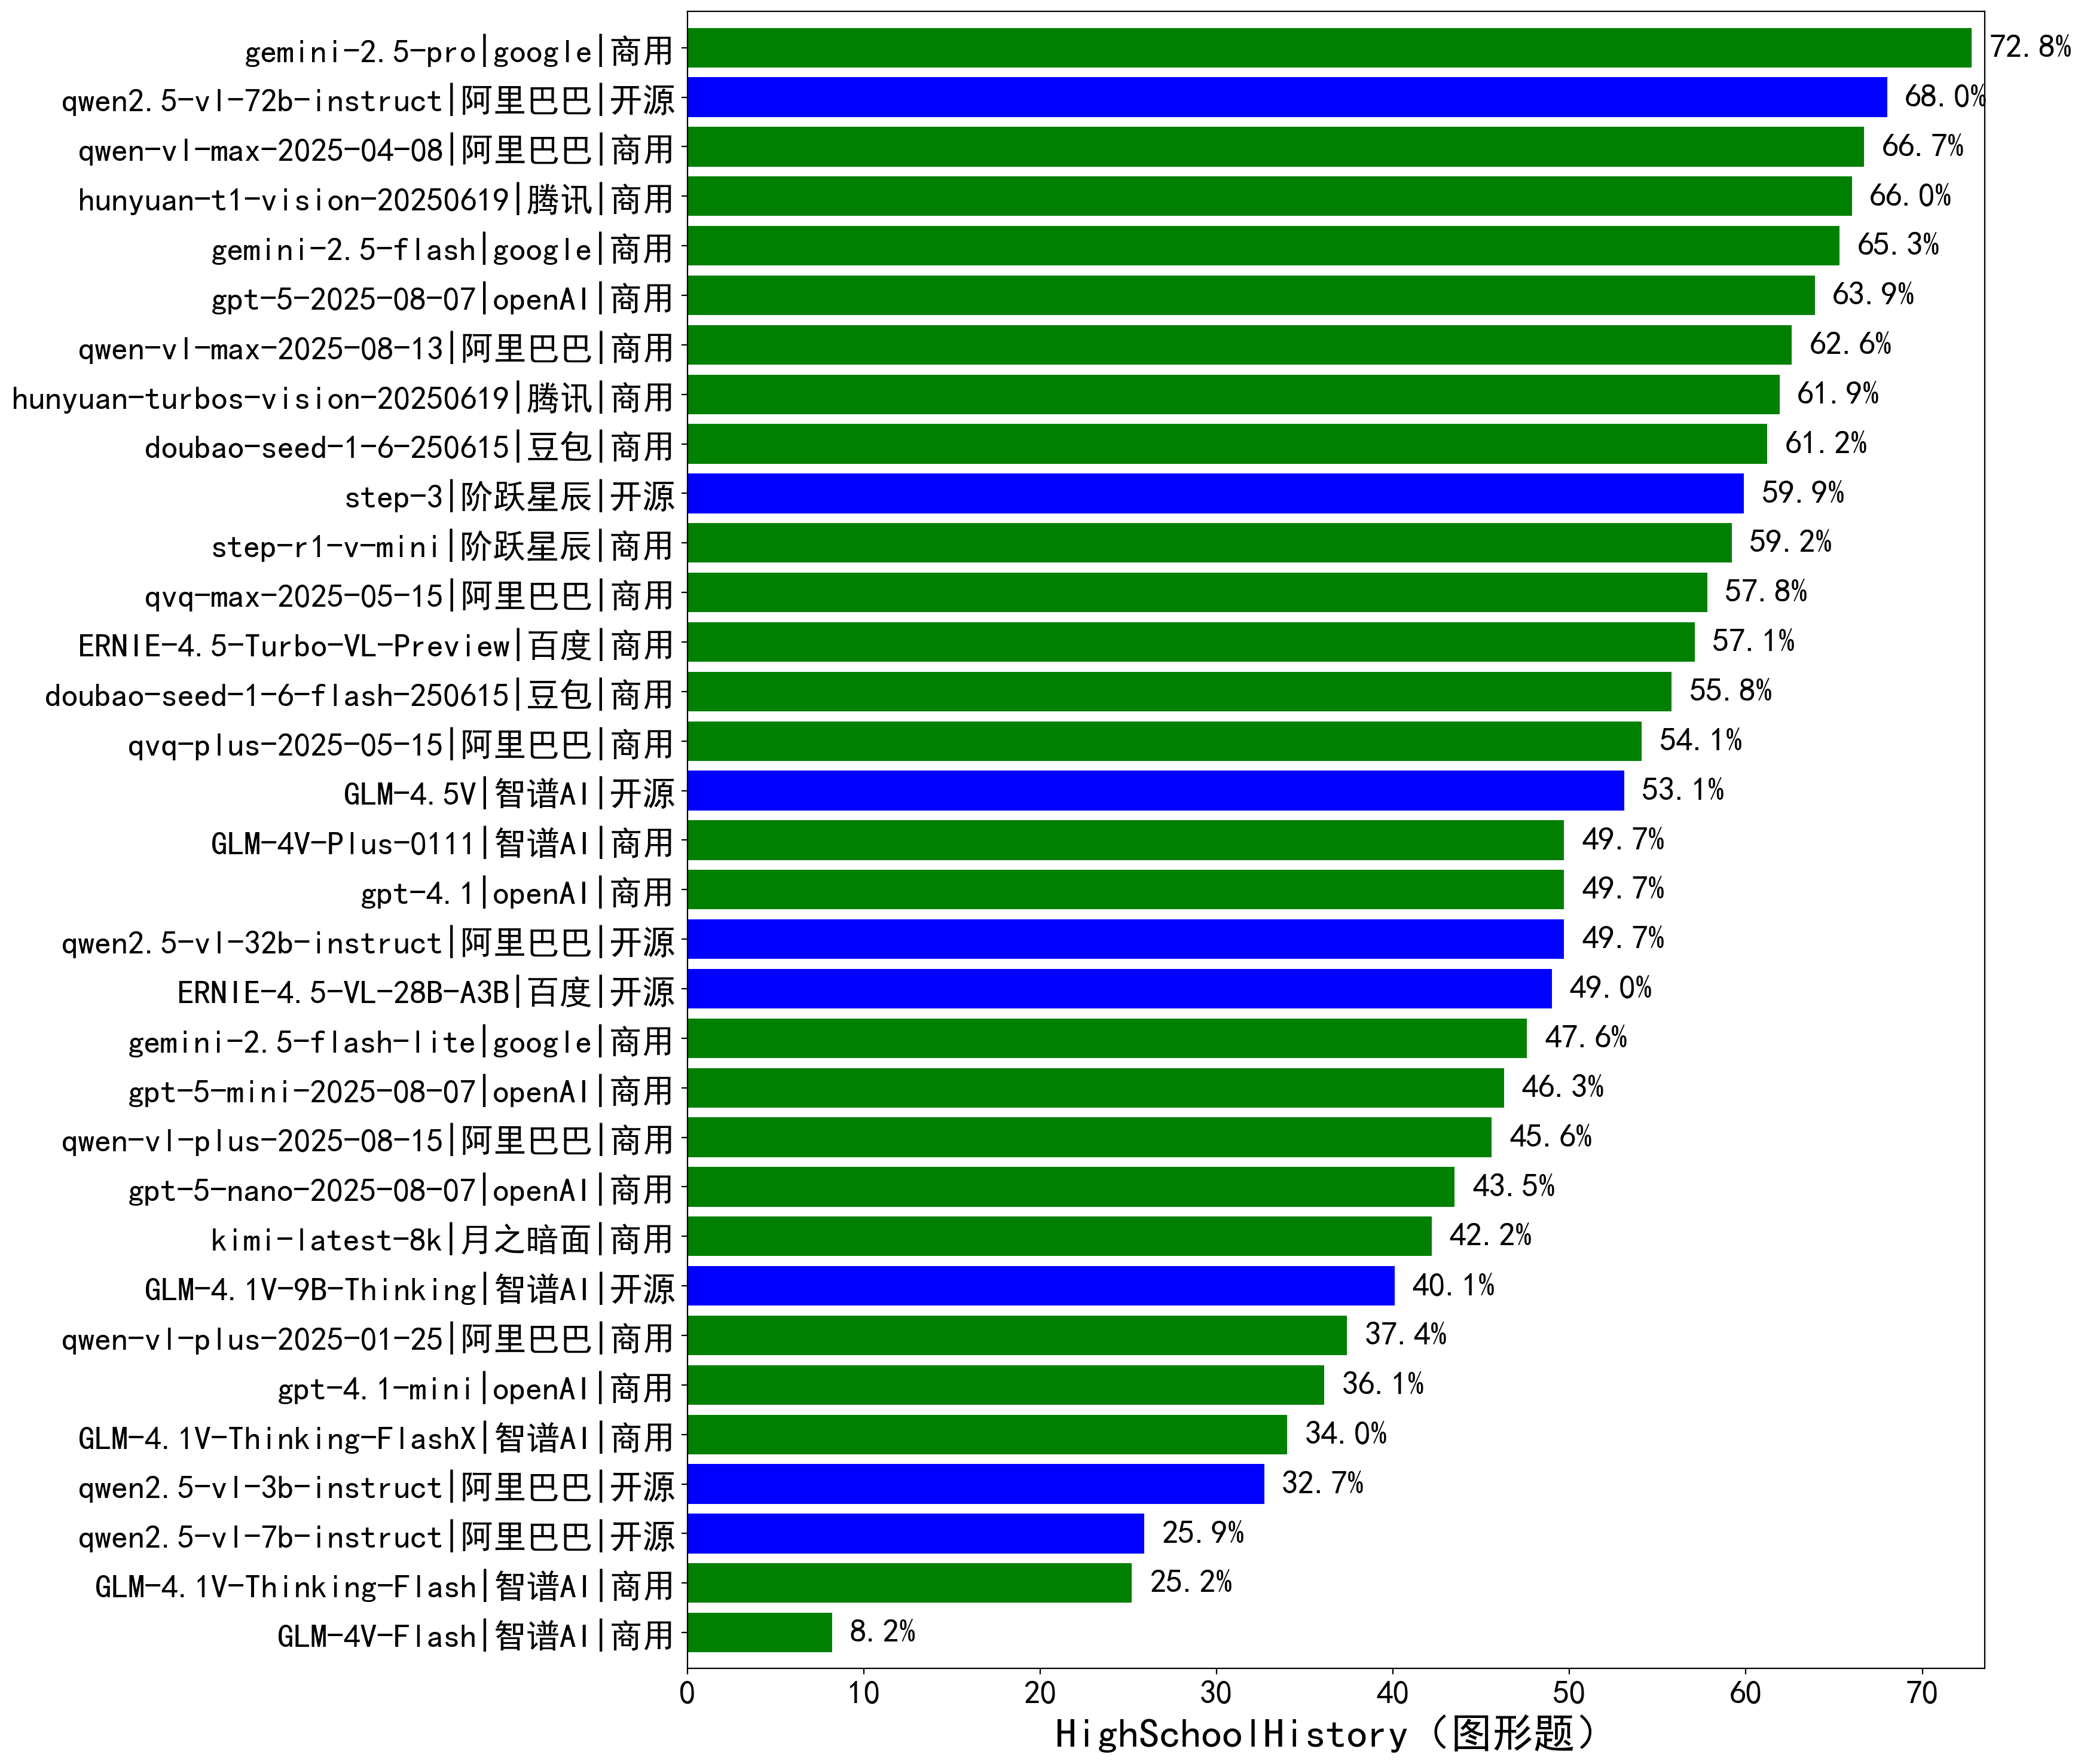 gemini-2.5-pro|google|商用 72.8%
qwen2.5-vl-72b-instruct|阿里巴巴|开源 68.0%
qwen-vl-max-2025-04-08|阿里巴巴|商用 66.7%
hunyuan-t1-vision-20250619|腾讯|商用 66.0%
gemini-2.5-flash|google|商用 65.3%
gpt-5-2025-08-07|openAI|商用 63.9%
qwen-vl-max-2025-08-13|阿里巴巴|商用 62.6%
hunyuan-turbos-vision-20250619|腾讯|商用 61.9%
doubao-seed-1-6-250615|豆包|商用 61.2%
step-3|阶跃星辰|开源 59.9%
step-r1-v-mini|阶跃星辰|商用 59.2%
qvq-max-2025-05-15|阿里巴巴|商用 57.8%
ERNIE-4.5-Turbo-VL-Preview|百度|商用 57.1%
doubao-seed-1-6-flash-250615|豆包|商用 55.8%
qvq-plus-2025-05-15|阿里巴巴|商用 54.1%
GLM-4.5V|智谱AI|开源 53.1%
GLM-4V-Plus-0111|智谱AI|商用 49.7%
gpt-4.1|openAI|商用 49.7%
qwen2.5-vl-32b-instruct|阿里巴巴|开源 49.7%
ERNIE-4.5-VL-28B-A3B|百度|开源 49.0%
gemini-2.5-flash-lite|google|商用 47.6%
gpt-5-mini-2025-08-07|openAI|商用 46.3%
qwen-vl-plus-2025-08-15|阿里巴巴|商用 45.6%
gpt-5-nano-2025-08-07|openAI|商用 43.5%
kimi-latest-8k|月之暗面|商用 42.2%
GLM-4.1V-9B-Thinking|智谱AI|开源 40.1%
qwen-vl-plus-2025-01-25|阿里巴巴|商用 37.4%
gpt-4.1-mini|openAI|商用 36.1%
GLM-4.1V-Thinking-FlashX|智谱AI|商用 34.0%
qwen2.5-vl-3b-instruct|阿里巴巴|开源 32.7%
qwen2.5-vl-7b-instruct|阿里巴巴|开源 25.9%
GLM-4.1V-Thinking-Flash|智谱AI|商用 25.2%
GLM-4V-Flash|智谱AI|商用 8.2%
0 10 20 30 40 50 60 70
HighSchoolHistory（图形题）